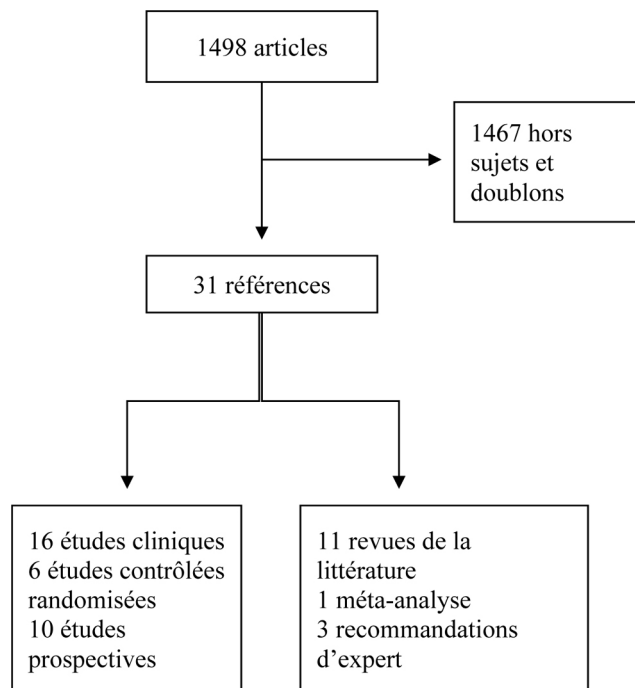 1498 articles
1467 hors
sujets et
doublons
31 références
16 études cliniques
6 études contrôlées
randomisées
10 études
prospectives
11 revues de la
littérature
1 méta-analyse
3 recommandations
d’expert